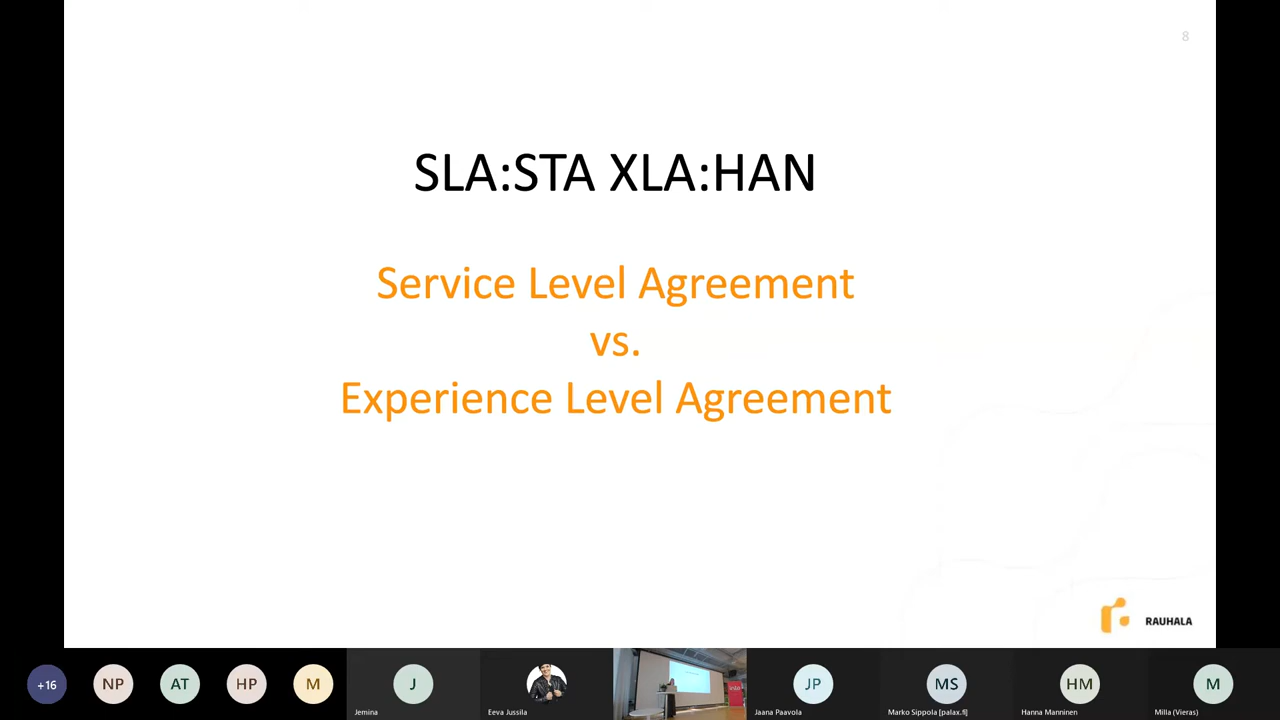 8
SLA:STA XLA:HAN
Service Level Agreement
vs.
Experience Level Agreement
RAUHALA
+16
NP
AT
HP
M
J
JP
MS
HM
M
Jemina
Eeva Jussila
Jaana Paavola
Marko Sippola [palax.fi]
Hanna Manninen
Milla (Vieras)